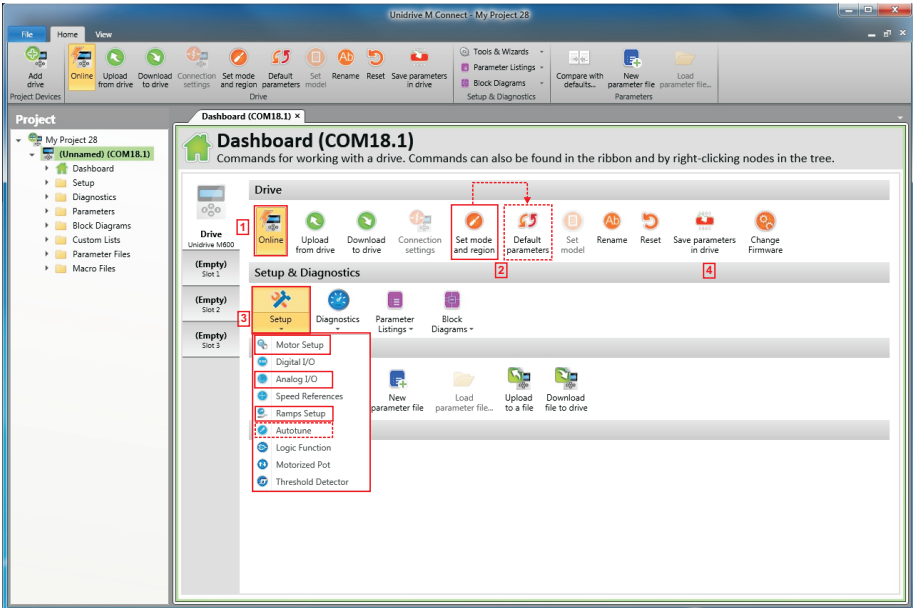 Unidrive M Connect - My Project 28
File Home View
Add drive
Online
Upload from drive
Download to drive
Connection settings
Set mode and region
Default parameters
Set model
Rename
Reset
Save parameters in drive
Tools & Wizards
Parameter Listings
Block Diagrams
Compare with defaults...
New parameter file
Load parameter file...
Project Devices
Drive
Setup & Diagnostics
Parameters
Project
My Project 28
(Unnamed) (COM18.1)
Dashboard
Setup
Diagnostics
Parameters
Block Diagrams
Custom Lists
Parameter Files
Macro Files
Dashboard (COM18.1) ×
Dashboard (COM18.1)
Commands for working with a drive. Commands can also be found in the ribbon and by right-clicking nodes in the tree.
Drive
Unidrive M600
(Empty)
Slot 1
(Empty)
Slot 2
(Empty)
Slot 3
Drive
1
Online
Upload from drive
Download to drive
Connection settings
Set mode and region
Default parameters
Set model
Rename
Reset
Save parameters in drive
Change Firmware
2
4
Setup & Diagnostics
3
Setup
Diagnostics
Parameter Listings
Block Diagrams
Motor Setup
Digital I/O
Analog I/O
Speed References
Ramps Setup
Autotune
Logic Function
Motorized Pot
Threshold Detector
New parameter file
Load parameter file...
Upload to a file
Download file to drive